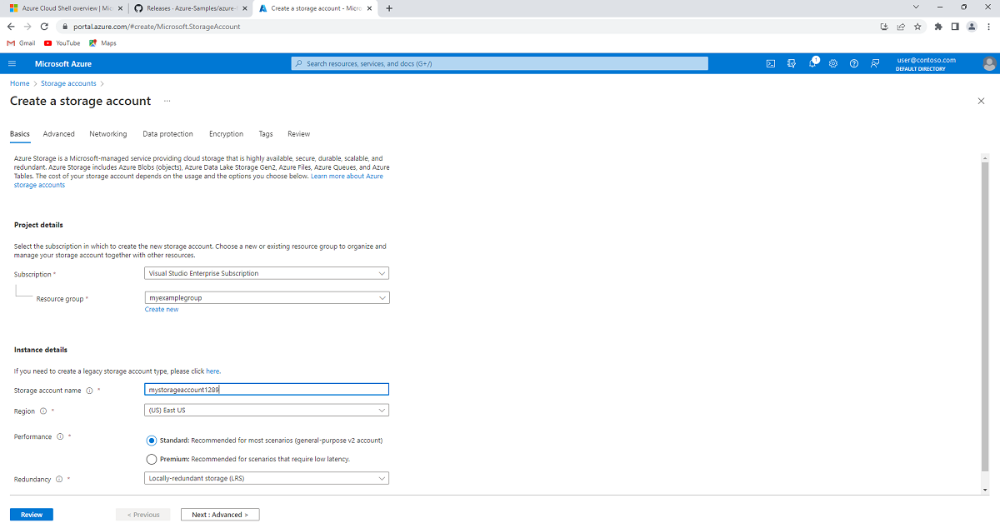 Azure Cloud Shell overview | Mic
Releases · Azure-Samples/azure-
Create a storage account - Micro
portal.azure.com/#create/Microsoft.StorageAccount
Gmail
YouTube
Maps
Microsoft Azure
Search resources, services, and docs (G+/)
1
user@contoso.com
DEFAULT DIRECTORY
Home > Storage accounts >
Create a storage account ...
Basics
Advanced
Networking
Data protection
Encryption
Tags
Review
Azure Storage is a Microsoft-managed service providing cloud storage that is highly available, secure, durable, scalable, and
redundant. Azure Storage includes Azure Blobs (objects), Azure Data Lake Storage Gen2, Azure Files, Azure Queues, and Azure
Tables. The cost of your storage account depends on the usage and the options you choose below. Learn more about Azure
storage accounts
Project details
Select the subscription in which to create the new storage account. Choose a new or existing resource group to organize and
manage your storage account together with other resources.
Subscription *
Visual Studio Enterprise Subscription
Resource group *
myexamplegroup
Create new
Instance details
If you need to create a legacy storage account type, please click here.
Storage account name *
mystorageaccount1289
Region *
(US) East US
Performance *
Standard: Recommended for most scenarios (general-purpose v2 account)
Premium: Recommended for scenarios that require low latency.
Redundancy *
Locally-redundant storage (LRS)
Review
< Previous
Next : Advanced >